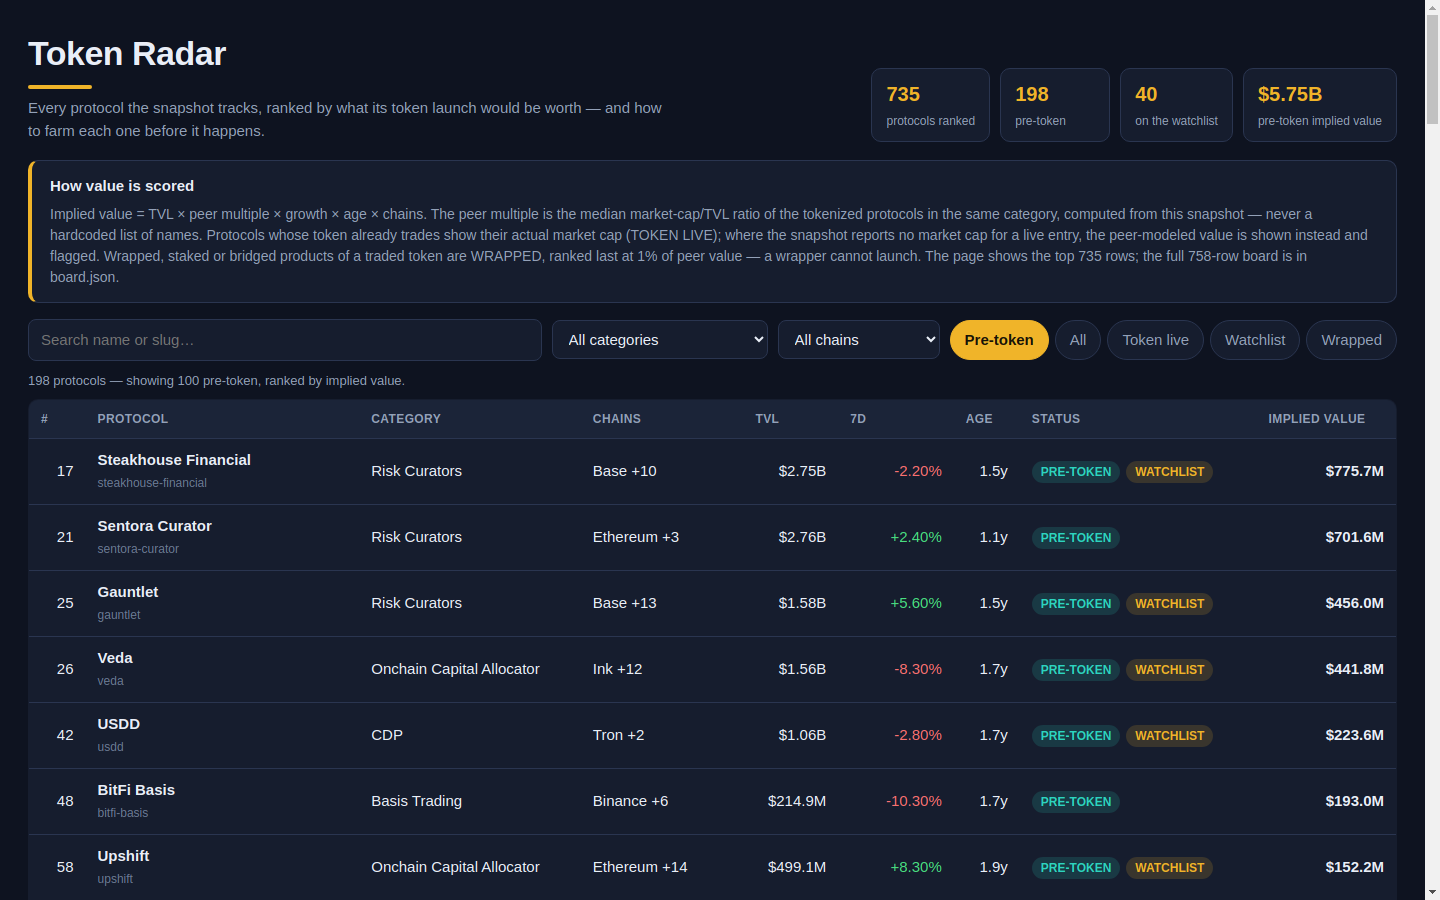 Token Radar
Every protocol the snapshot tracks, ranked by what its token launch would be worth — and how
to farm each one before it happens.
735
protocols ranked
198
pre-token
40
on the watchlist
$5.75B
pre-token implied value
How value is scored
Implied value = TVL × peer multiple × growth × age × chains. The peer multiple is the median market-cap/TVL ratio of the tokenized protocols in the same category, computed from this snapshot — never a
hardcoded list of names. Protocols whose token already trades show their actual market cap (TOKEN LIVE); where the snapshot reports no market cap for a live entry, the peer-modeled value is shown instead and
flagged. Wrapped, staked or bridged products of a traded token are WRAPPED, ranked last at 1% of peer value — a wrapper cannot launch. The page shows the top 735 rows; the full 758-row board is in
board.json.
Search name or slug… All categories All chains Pre-token All Token live Watchlist Wrapped
198 protocols — showing 100 pre-token, ranked by implied value.
# PROTOCOL CATEGORY CHAINS TVL 7D AGE STATUS IMPLIED VALUE
17 Steakhouse Financial Risk Curators Base +10 $2.75B -2.20% 1.5y PRE-TOKEN WATCHLIST $775.7M
steakhouse-financial
21 Sentora Curator Risk Curators Ethereum +3 $2.76B +2.40% 1.1y PRE-TOKEN $701.6M
sentora-curator
25 Gauntlet Risk Curators Base +13 $1.58B +5.60% 1.5y PRE-TOKEN WATCHLIST $456.0M
gauntlet
26 Veda Onchain Capital Allocator Ink +12 $1.56B -8.30% 1.7y PRE-TOKEN WATCHLIST $441.8M
veda
42 USDD CDP Tron +2 $1.06B -2.80% 1.7y PRE-TOKEN WATCHLIST $223.6M
usdd
48 BitFi Basis Basis Trading Binance +6 $214.9M -10.30% 1.7y PRE-TOKEN $193.0M
bitfi-basis
58 Upshift Onchain Capital Allocator Ethereum +14 $499.1M +8.30% 1.9y PRE-TOKEN WATCHLIST $152.2M
upshift